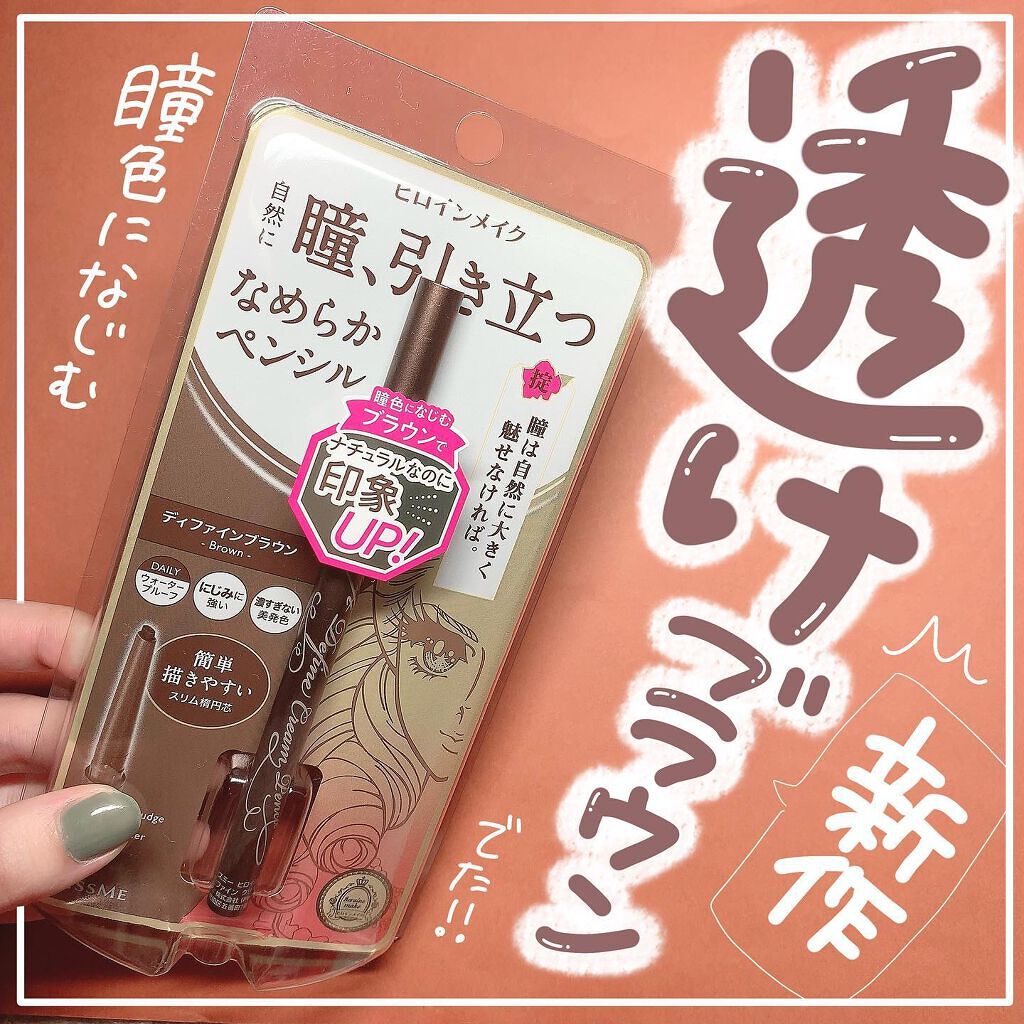 透けブラウン
新作
でた!!
瞳色になじむ
ヒロインメイク
自然に
瞳、引き立つ
なめらか
ペンシル
掟
瞳は自然に大きく
魅せなければ。
瞳色になじむ
ブラウンで
ナチュラルなのに
印象
UP!
ディファインブラウン
- Brown -
DAILY
ウォーター
プルーフ
にじみに
強い
濃すぎない
美発色
簡単
描きやすい
スリム楕円芯
Define Cream Pencil
heroine
make